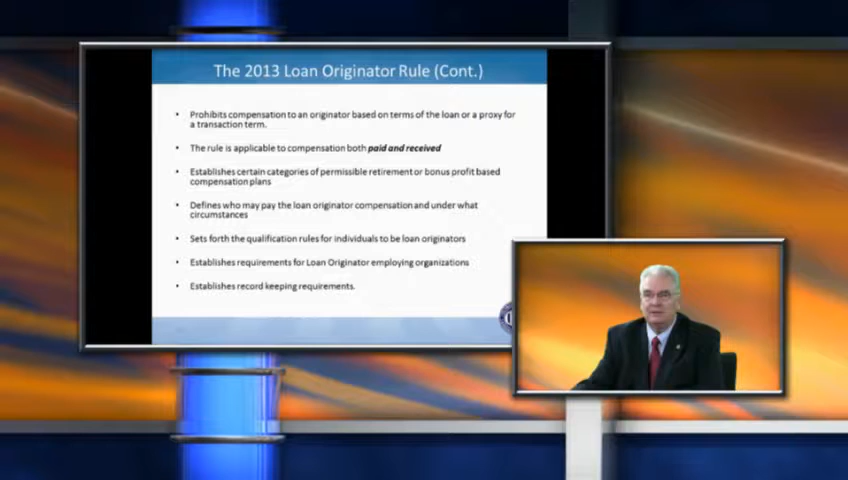 The 2013 Loan Originator Rule (Cont.)
• Prohibits compensation to an originator based on terms of the loan or a proxy for
a transaction term.
• The rule is applicable to compensation both paid and received
• Establishes certain categories of permissible retirement or bonus profit based
compensation plans
• Defines who may pay the loan originator compensation and under what
circumstances
• Sets forth the qualification rules for individuals to be loan originators
• Establishes requirements for Loan Originator employing organizations
• Establishes record keeping requirements.